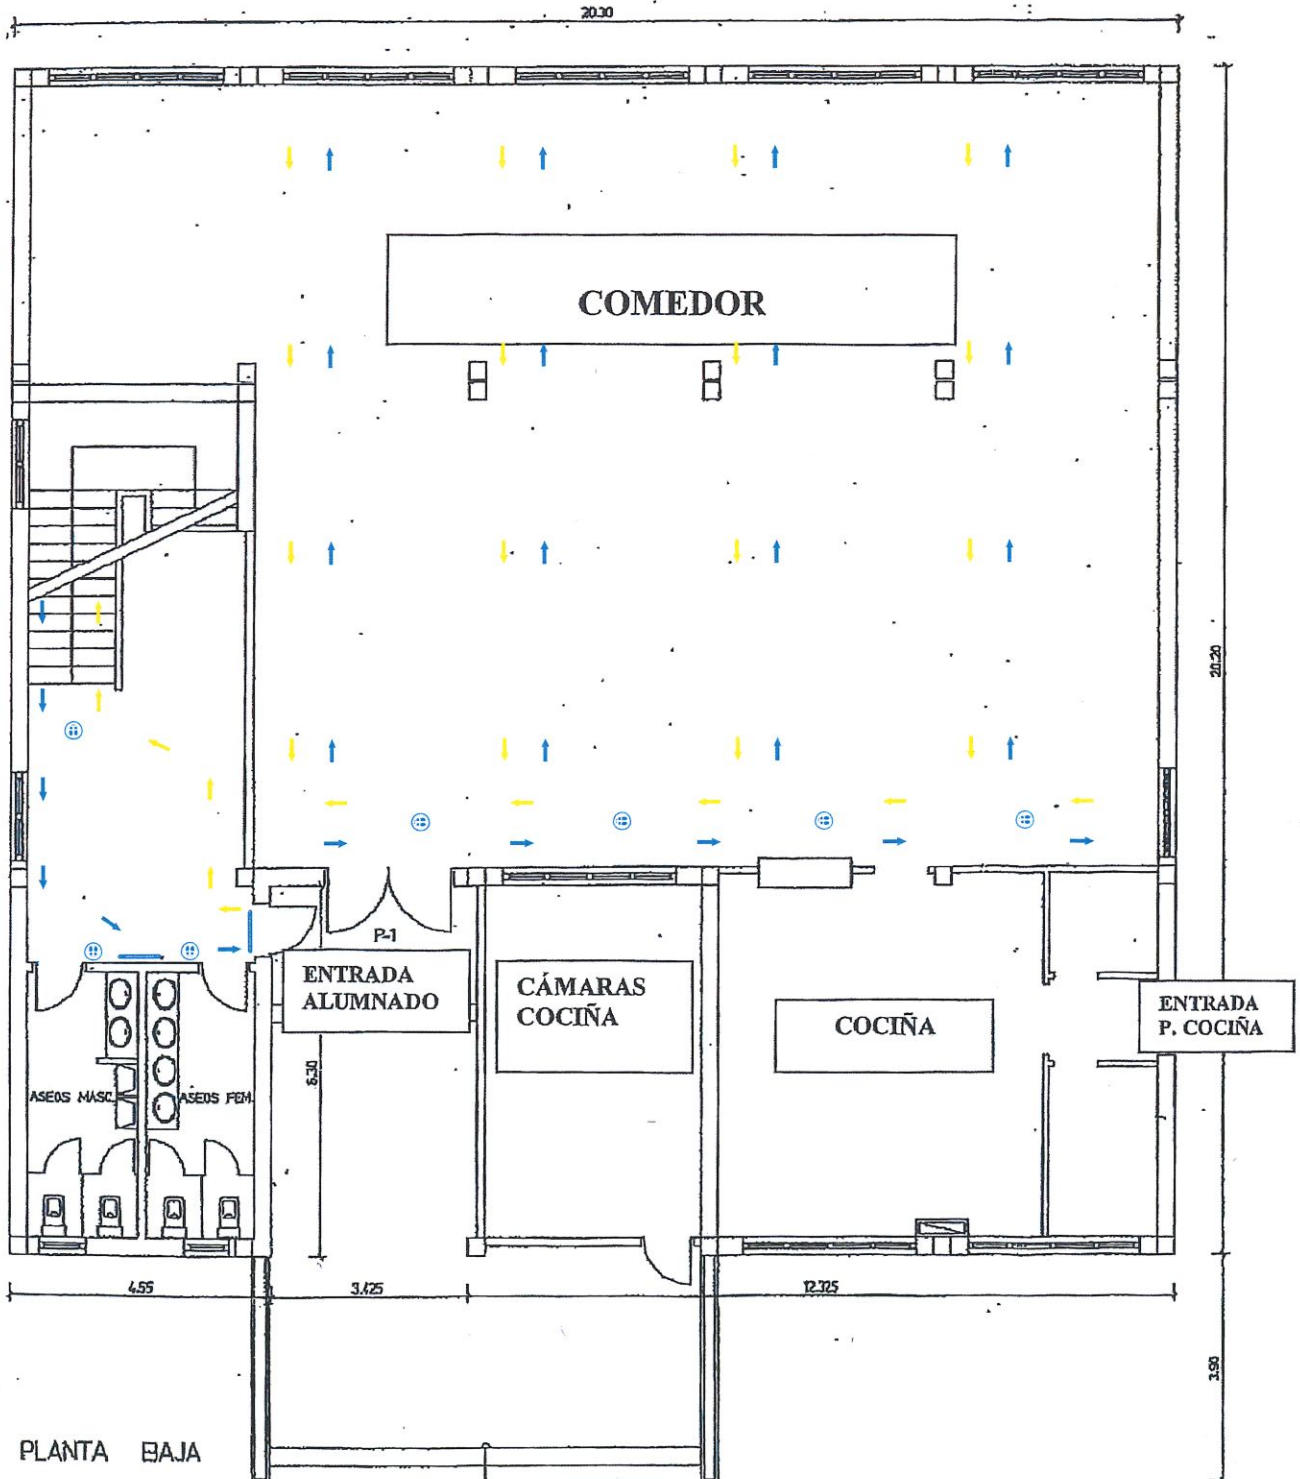 20.30
COMEDOR
20.20
P-1
ENTRADA
ALUMNADO
CÁMARAS
COCIÑA
COCIÑA
ENTRADA
P. COCIÑA
6.30
ASEOS MASC.
ASEOS FEM.
4.55
3.425
12.325
3.90
PLANTA BAJA